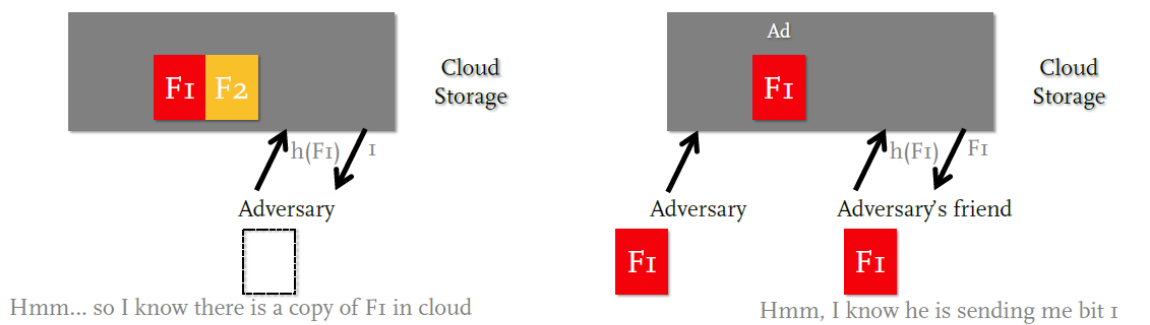 F1 F2
Cloud
Storage
h(F1) 1
Adversary
Hmm... so I know there is a copy of F1 in cloud
Ad
F1
Cloud
Storage
h(F1) F1
Adversary
Adversary's friend
F1
F1
Hmm, I know he is sending me bit 1